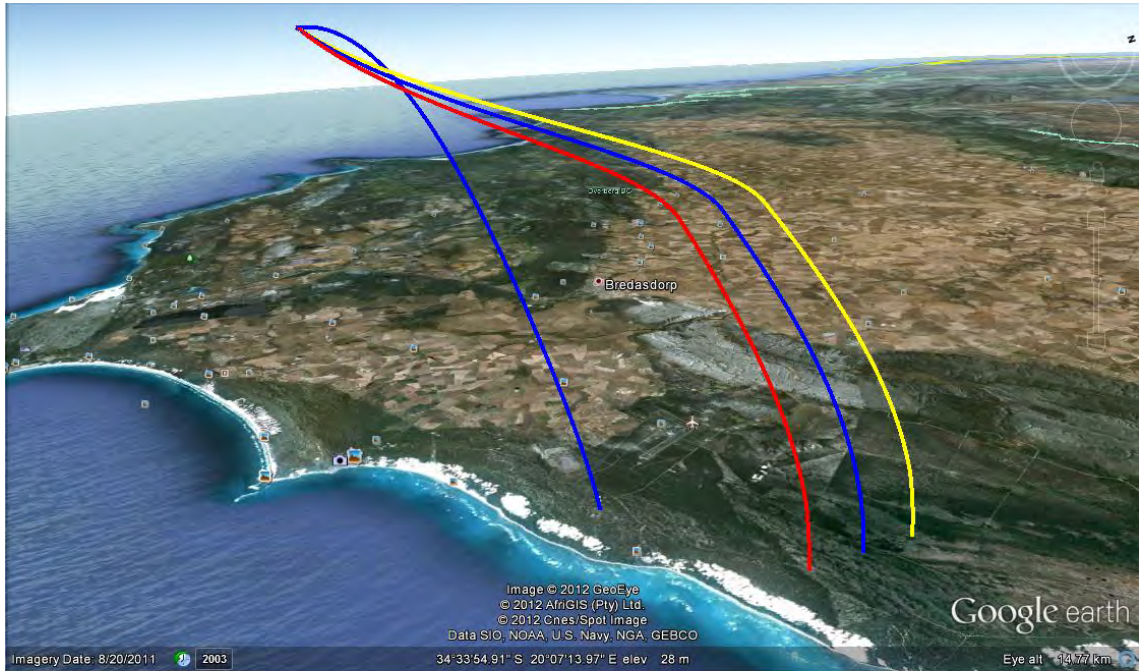 N
Overberg DC
Bredasdorp
Image © 2012 GeoEye
© 2012 AfriGIS (Pty) Ltd.
© 2012 Cnes/Spot Image
Data SIO, NOAA, U.S. Navy, NGA, GEBCO
Google earth
Imagery Date: 8/20/2011 2003 34°33'54.91" S 20°07'13.97" E elev 28 m Eye alt 14.77 km